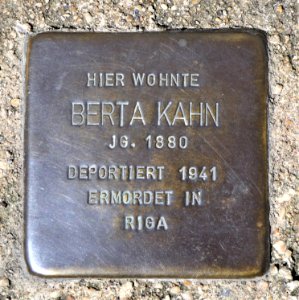 HIER WOHNTE
BERTA KAHN
JG. 1880
DEPORTIERT 1941
ERMORDET IN
RIGA